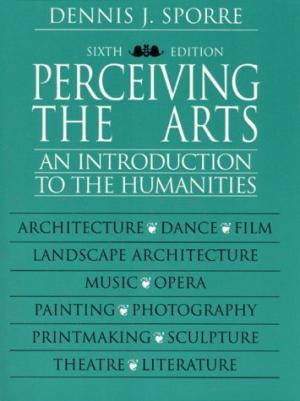 DENNIS J. SPORRE
SIXTH EDITION
PERCEIVING
THE ARTS
AN INTRODUCTION
TO THE HUMANITIES
ARCHITECTURE DANCE FILM
LANDSCAPE ARCHITECTURE
MUSIC OPERA
PAINTING PHOTOGRAPHY
PRINTMAKING SCULPTURE
THEATRE LITERATURE